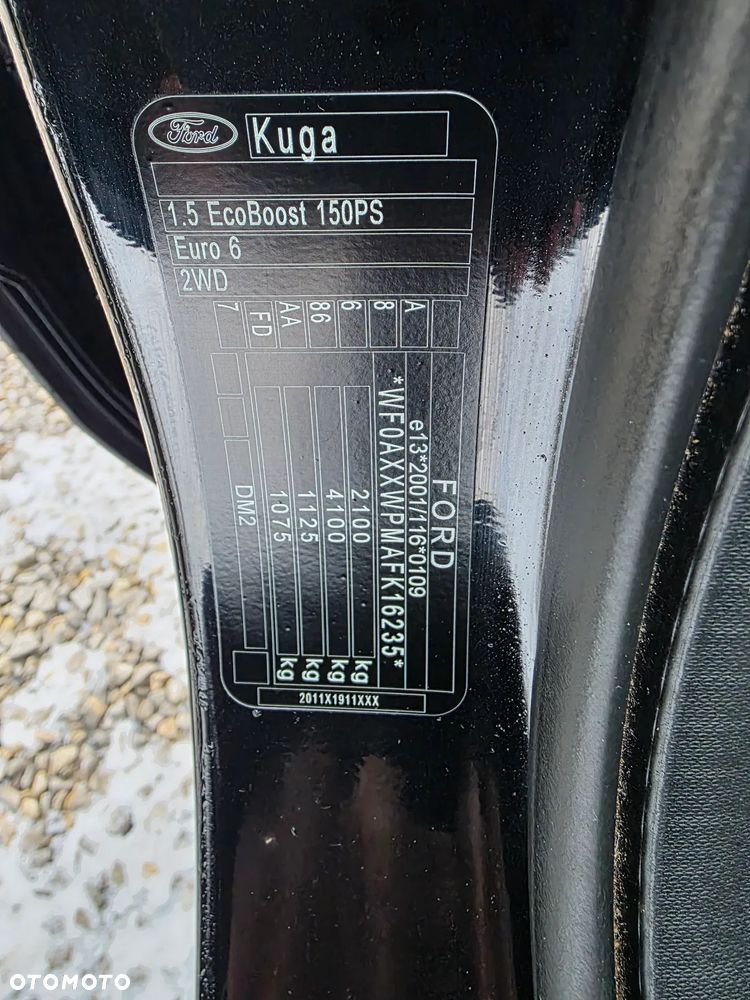 Ford Kuga
1.5 EcoBoost 150PS
Euro 6
2WD
FORD
e13*2001/116*0109
*WF0AXXWPMAFK16235*
2100 kg
4100 kg
1125 kg
1075 kg
DM2
A
8
6
86
AA
FD
7
2011X1911XXX
OTOMOTO